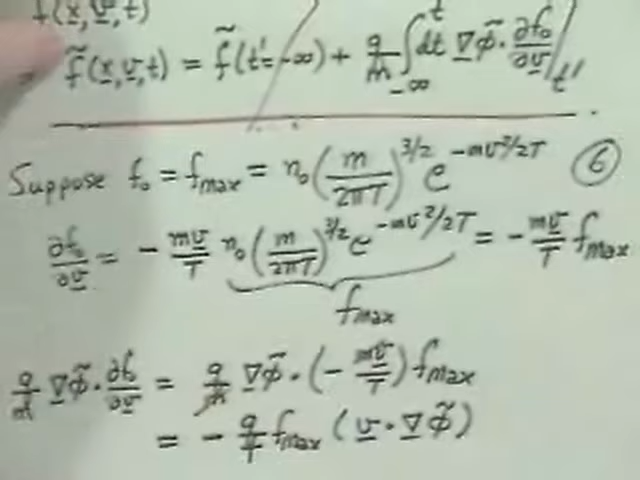 f(x, v, t)
f̃(x̲, v̲, t) = f̃(t' = -∞) + q/m ∫_{-∞}^{t} dt ∇̲φ̃ · ∂f₀/∂v̲ |_{t'}
Suppose f₀ = f_max = n₀ (m/2πT)^{3/2} e^{-mv²/2T} ⑥
∂f₀/∂v̲ = - mv̲/T n₀ (m/2πT)^{3/2} e^{-mv²/2T} = - mv̲/T f_max
f_max
q/m ∇̲φ̃ · ∂f₀/∂v̲ = q/m ∇̲φ̃ · (- mv̲/T) f_max
= - q/T f_max (v̲ · ∇̲φ̃)